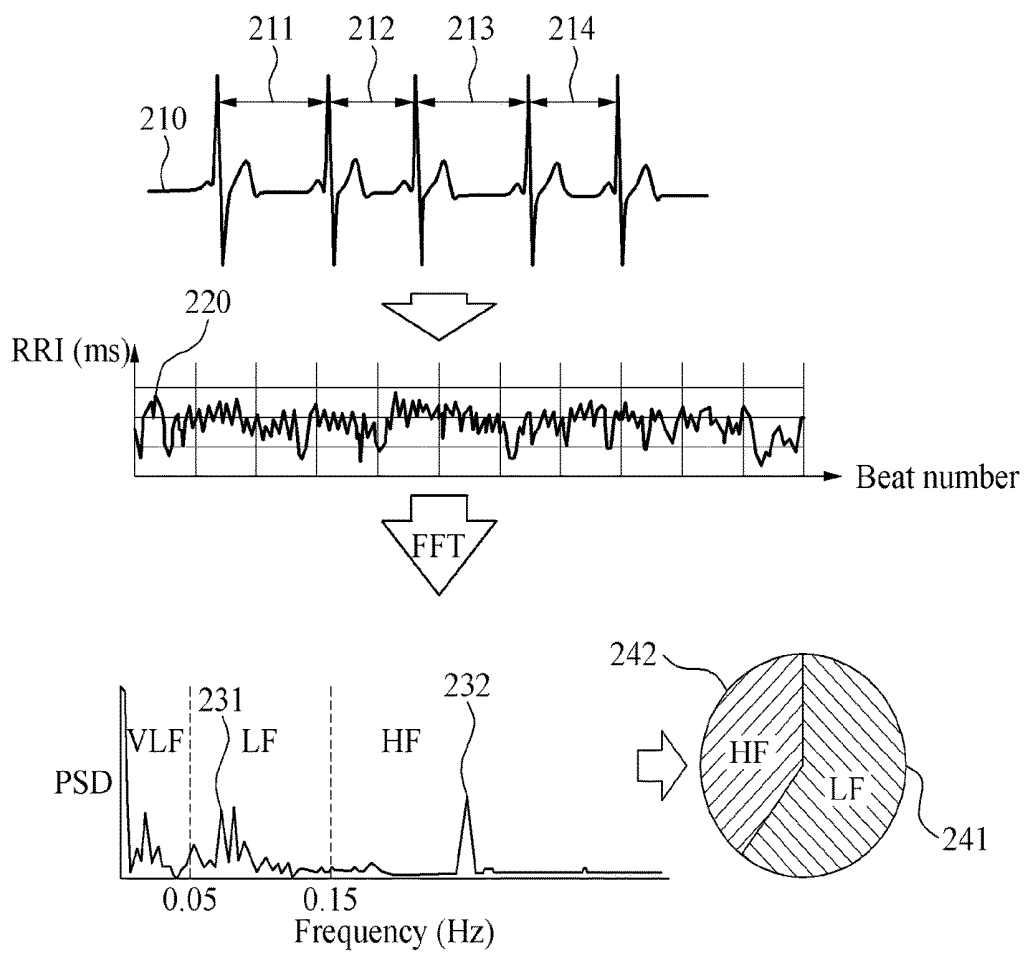 211 212 213 214
210
220
RRI (ms)
Beat number
FFT
242
231 232
VLF LF HF
HF
PSD
LF
241
0.05 0.15
Frequency (Hz)